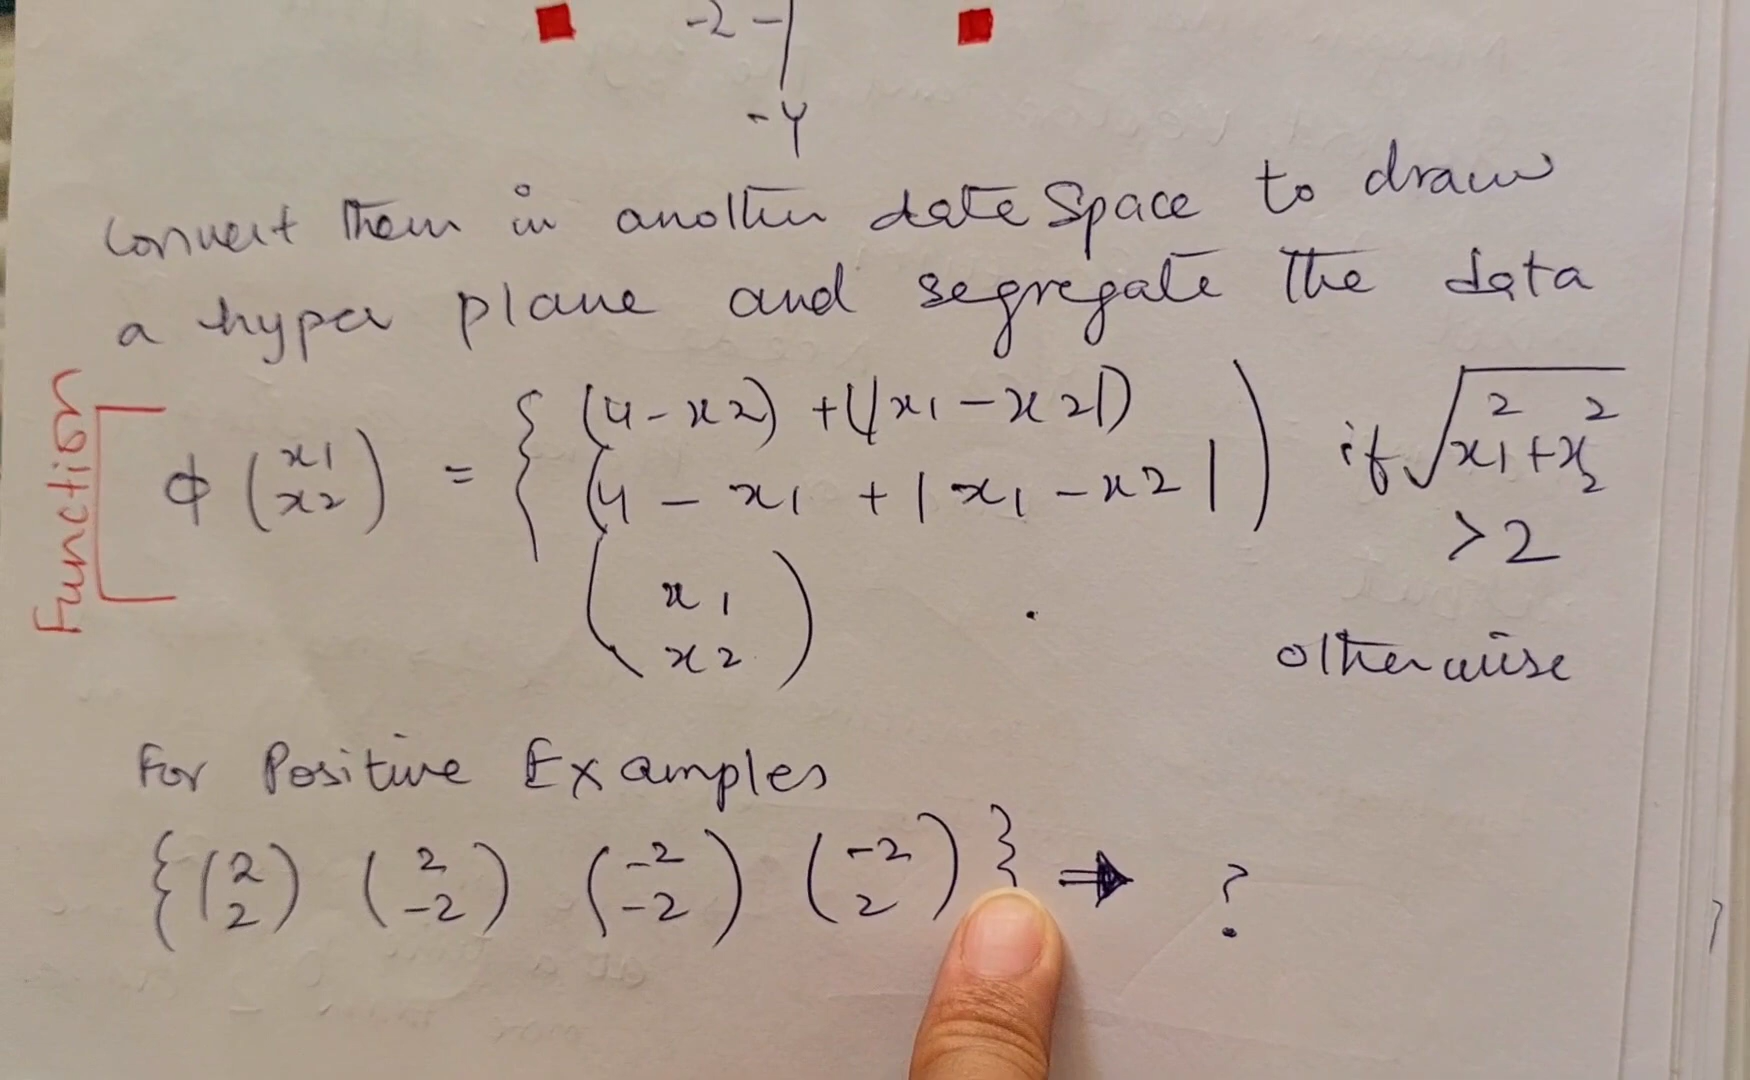 -2
-Y
Convert them in another date Space to draw
a hyper plane and segregate the data
Function
ϕ (x1 x2) = { (4-x2) + (|x1 - x2|)
(4 - x1 + |x1 - x2|) if √x1² + x2²
> 2
(x1 x2)
otherwise
For Positive Examples
{(2 2) (2 -2) (-2 -2) (-2 2)} ⇒ ?